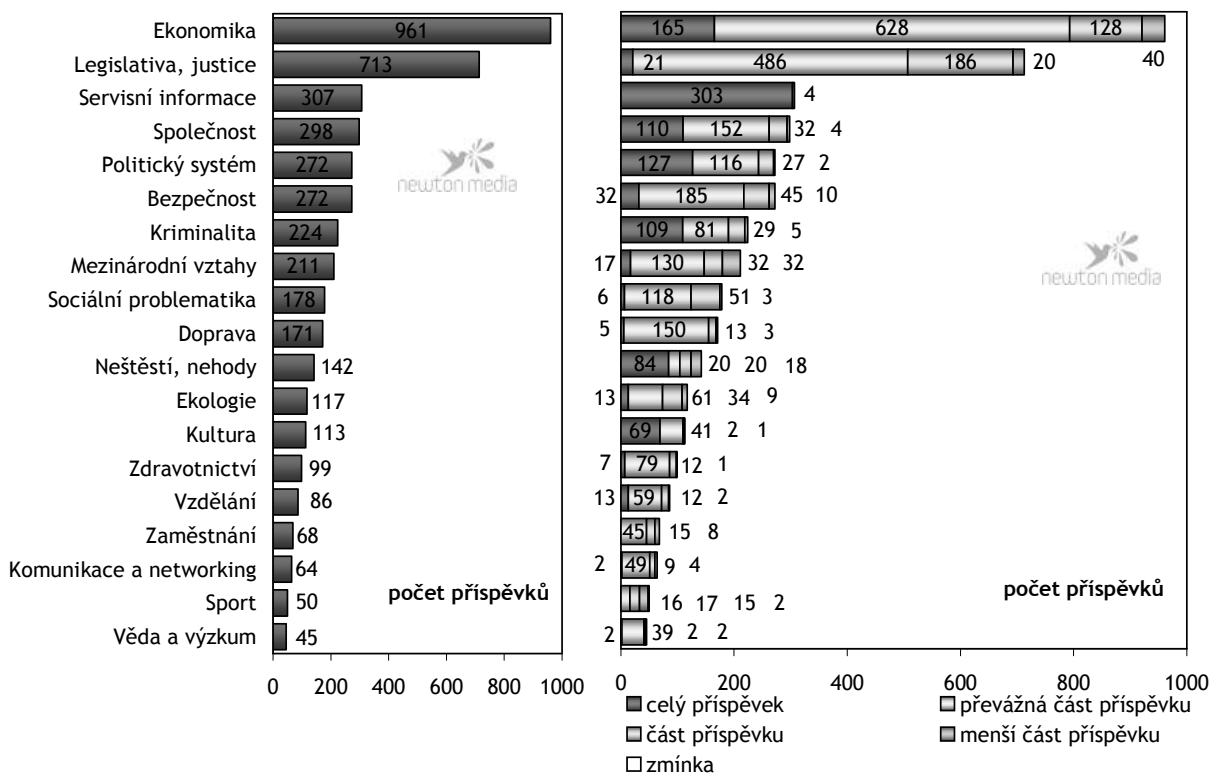 Ekonomika 961 165 628 128 40
Legislativa, justice 713 21 486 186 20
Servisní informace 307 303 4
Společnost 298 110 152 32 4
Politický systém 272 127 116 27 2
Bezpečnost 272 32 185 45 10
Kriminalita 224 109 81 29 5
Mezinárodní vztahy 211 17 130 32 32
Sociální problematika 178 6 118 51 3
Doprava 171 5 150 13 3
Neštěstí, nehody 142 84 20 20 18
Ekologie 117 13 61 34 9
Kultura 113 69 41 2 1
Zdravotnictví 99 7 79 12 1
Vzdělání 86 13 59 12 2
Zaměstnání 68 45 15 8
Komunikace a networking 64 2 49 9 4
Sport 50 16 17 15 2
Věda a výzkum 45 2 39 2 2
newton media
newton media
počet příspěvků
počet příspěvků
0 200 400 600 800 1000
0 200 400 600 800 1000
celý příspěvek
převážná část příspěvku
část příspěvku
menší část příspěvku
zmínka